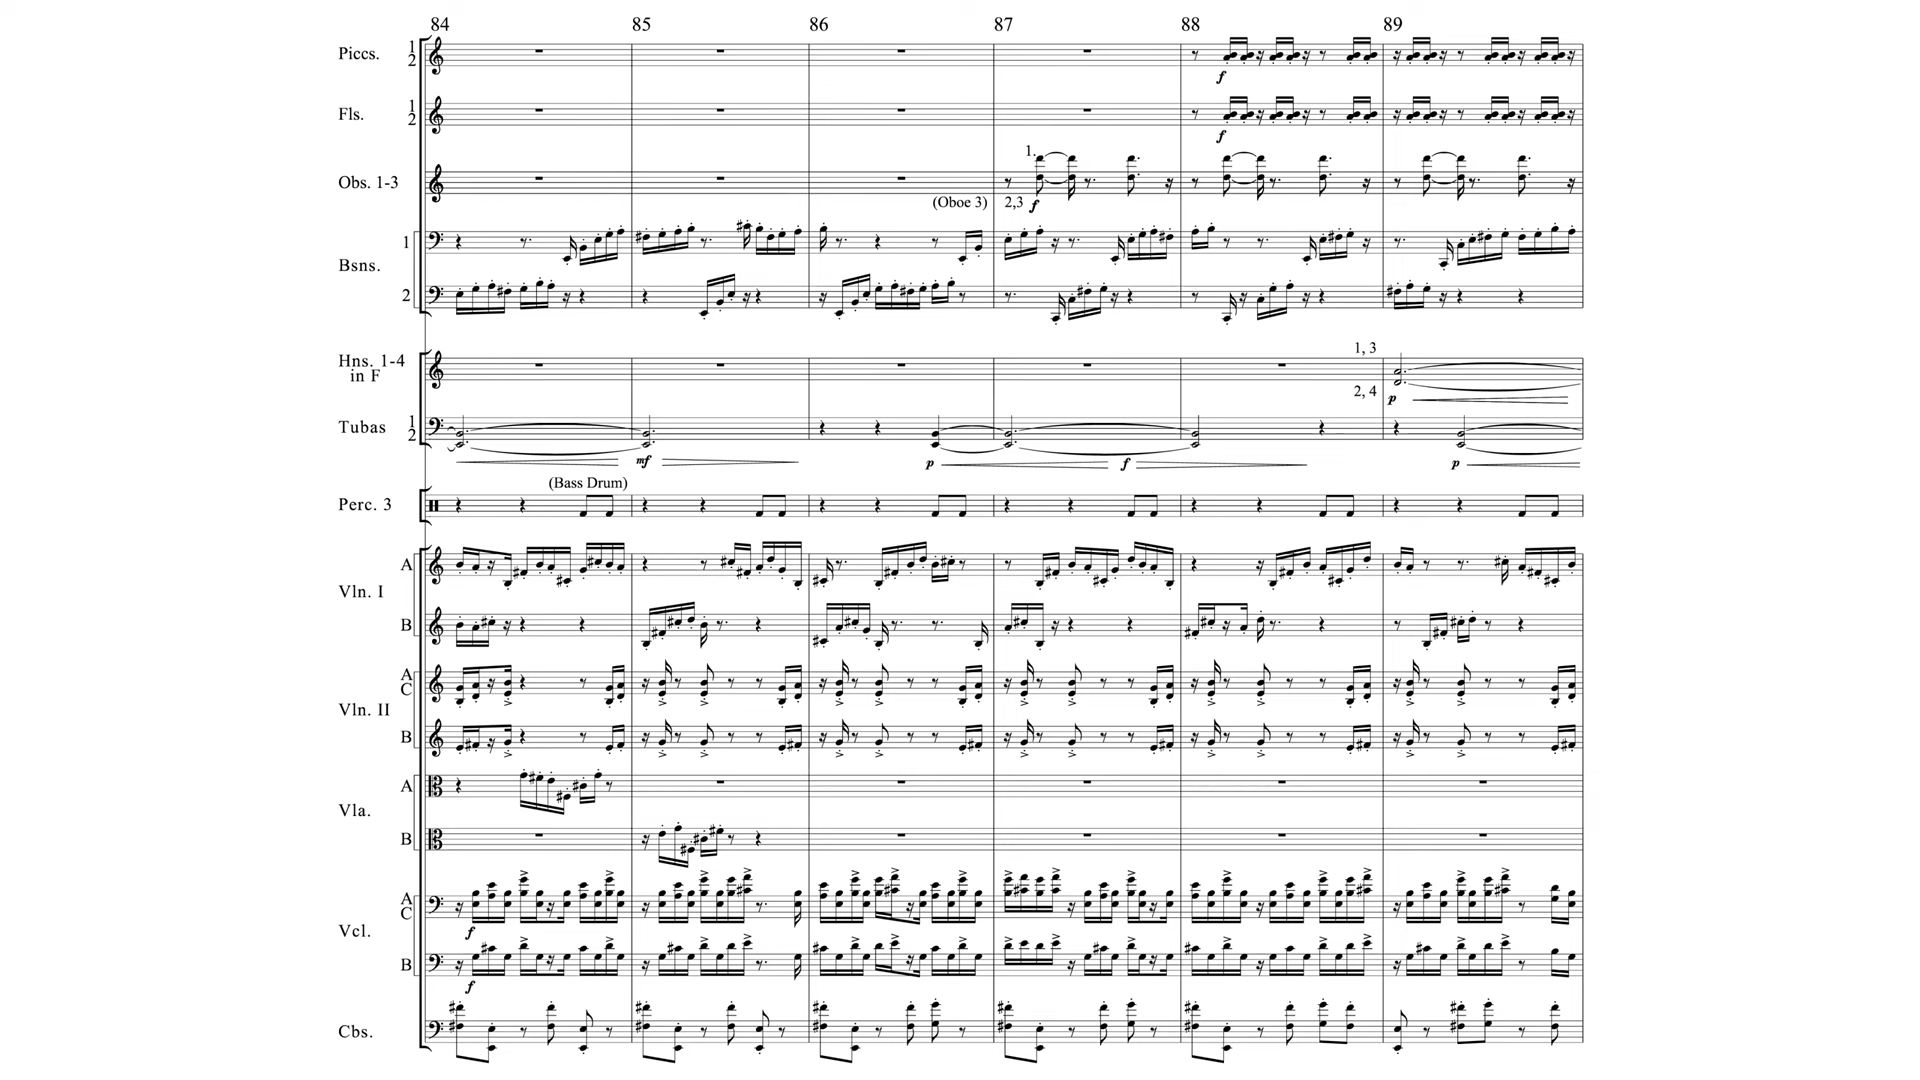 84 85 86 87 88 89
Piccs. 1 2
f
Fls. 1 2
f
1.
Obs. 1-3
(Oboe 3) 2,3 f
1
Bsns.
2
1, 3
Hns. 1-4
in F
2, 4 p
Tubas 1 2
mf p f p
(Bass Drum)
Perc. 3
A
Vln. I
B
A
C
Vln. II
B
A
Vla.
B
A
C
f
Vcl.
B
f
Cbs.